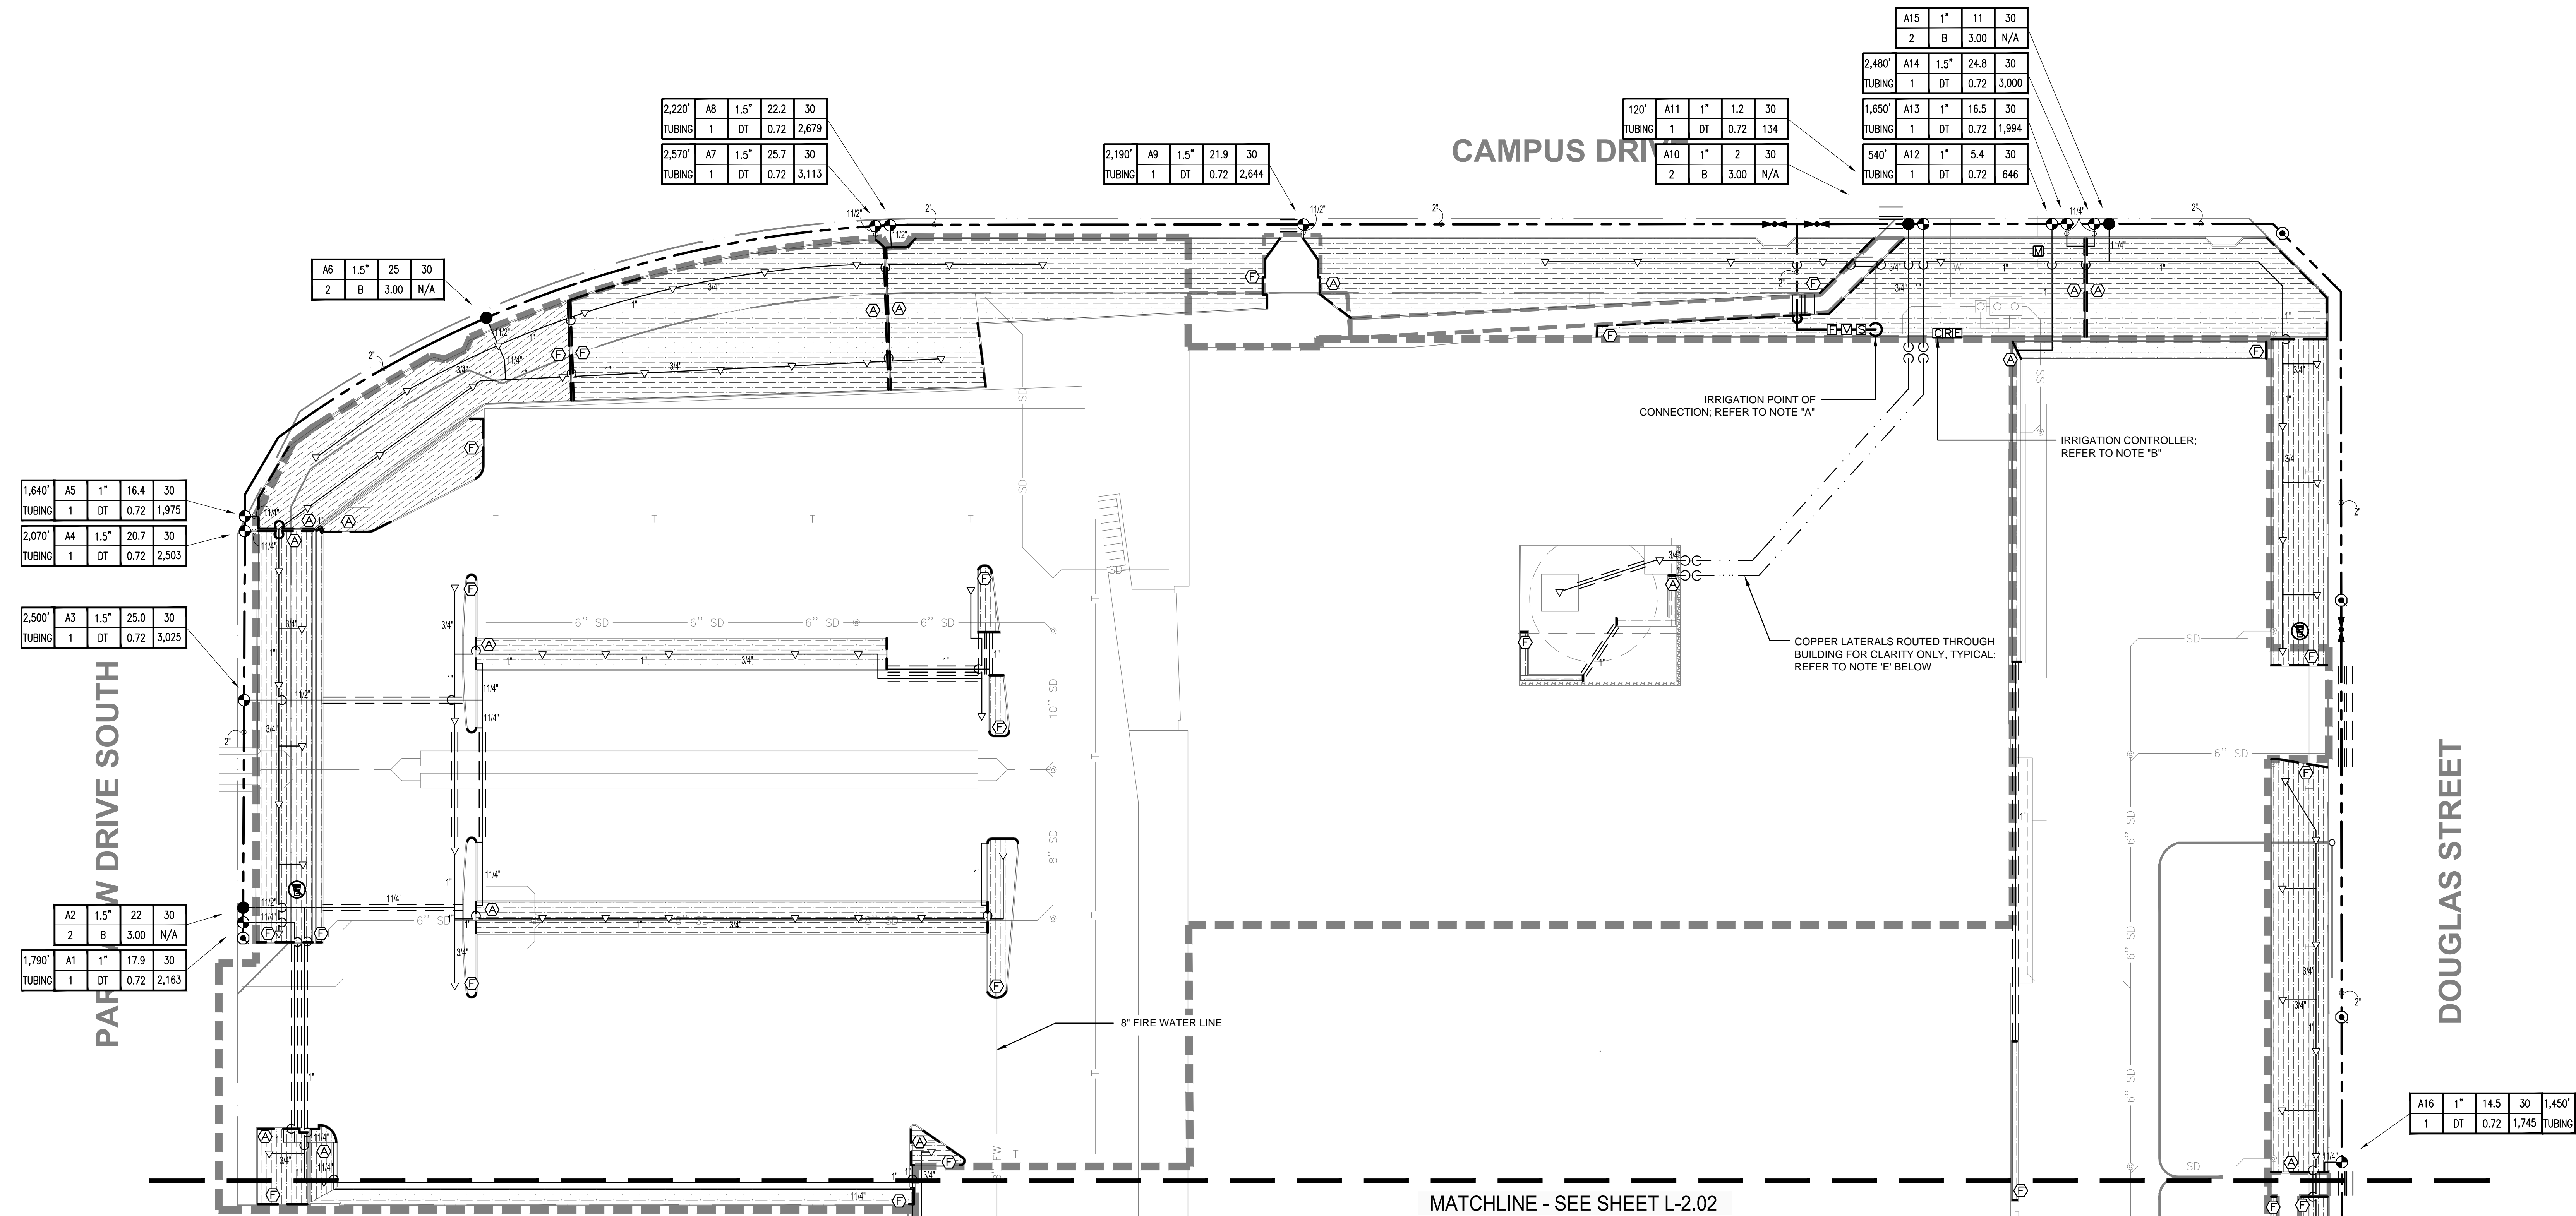 A15 1" 11 30
2 B 3.00 N/A
2,480' A14 1.5" 24.8 30
TUBING 1 DT 0.72 3,000
1,650' A13 1" 16.5 30
TUBING 1 DT 0.72 1,994
540' A12 1" 5.4 30
TUBING 1 DT 0.72 646
120' A11 1" 1.2 30
TUBING 1 DT 0.72 134
A10 1" 2 30
2 B 3.00 N/A
CAMPUS DRIVE
2,220' A8 1.5" 22.2 30
TUBING 1 DT 0.72 2,679
2,570' A7 1.5" 25.7 30
TUBING 1 DT 0.72 3,113
2,190' A9 1.5" 21.9 30
TUBING 1 DT 0.72 2,644
A6 1.5" 25 30
2 B 3.00 N/A
1,640' A5 1" 16.4 30
TUBING 1 DT 0.72 1,975
2,070' A4 1.5" 20.7 30
TUBING 1 DT 0.72 2,503
2,500' A3 1.5" 25.0 30
TUBING 1 DT 0.72 3,025
A2 1.5" 22 30
2 B 3.00 N/A
1,790' A1 1" 17.9 30
TUBING 1 DT 0.72 2,163
DRIVE SOUTH
IRRIGATION POINT OF
CONNECTION; REFER TO NOTE "A"
IRRIGATION CONTROLLER;
REFER TO NOTE "B"
F V S
C R F
M
COPPER LATERALS ROUTED THROUGH
BUILDING FOR CLARITY ONLY, TYPICAL;
REFER TO NOTE 'E' BELOW
6" SD 6" SD 6" SD 6" SD
10" SD
8" SD
6" SD
8" FIRE WATER LINE
DOUGLAS STREET
A16 1" 14.5 30 1,450'
1 DT 0.72 1,745 TUBING
MATCHLINE - SEE SHEET L-2.02